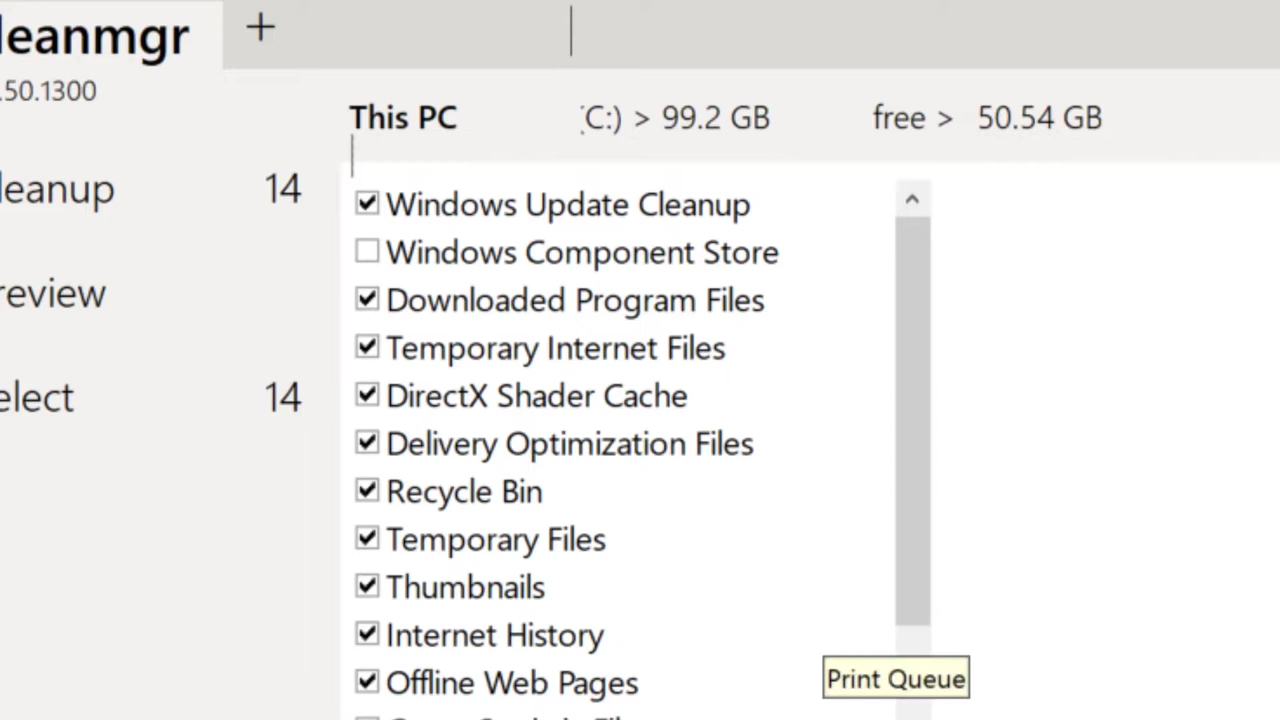 leanmgr +
.50.1300
This PC (C:) > 99.2 GB free > 50.54 GB
leanup 14
review
elect 14
Windows Update Cleanup
Windows Component Store
Downloaded Program Files
Temporary Internet Files
DirectX Shader Cache
Delivery Optimization Files
Recycle Bin
Temporary Files
Thumbnails
Internet History
Offline Web Pages
Print Queue